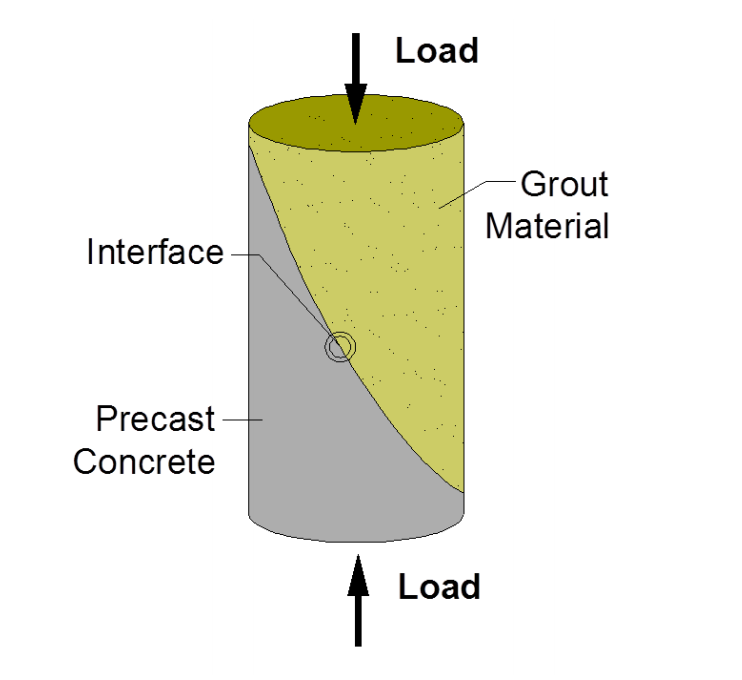 Load
Grout
Material
Interface
Precast
Concrete
Load